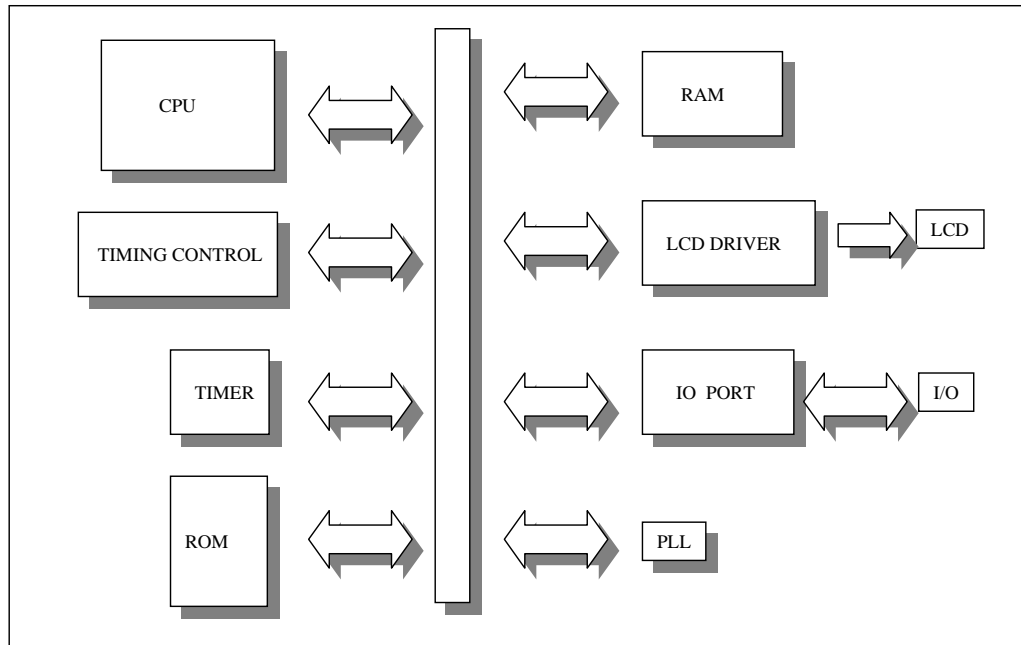 CPU
RAM
TIMING CONTROL
LCD DRIVER
LCD
TIMER
IO PORT
I/O
ROM
PLL